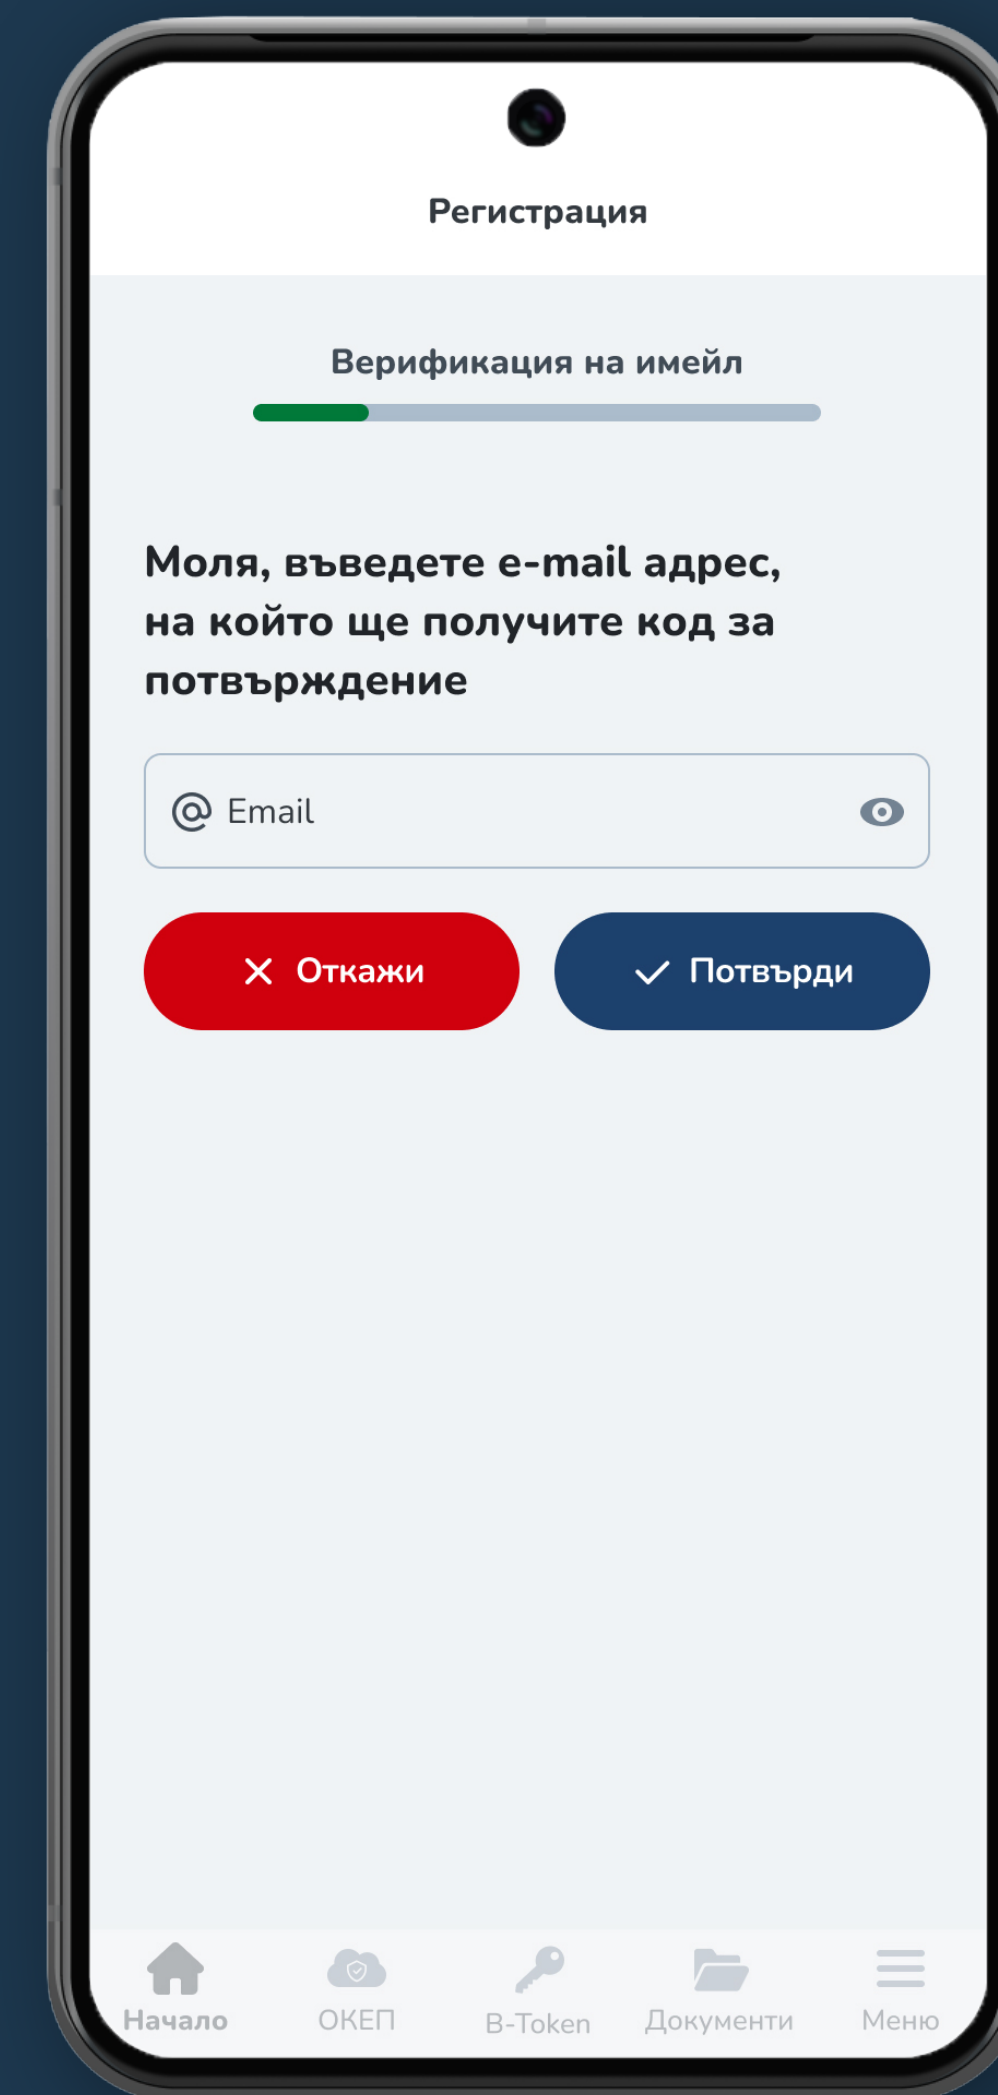 Регистрация
Верификация на имейл
Моля, въведете e-mail адрес,
на който ще получите код за
потвърждение
Email
Откажи
Потвърди
Начало
ОКЕП
B-Token
Документи
Меню